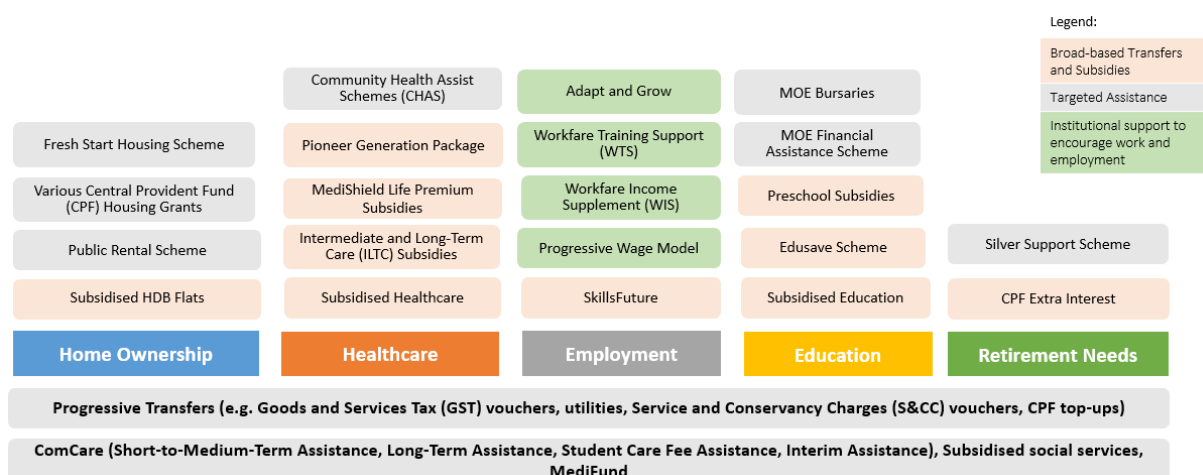 Legend:
Broad-based Transfers
and Subsidies
Targeted Assistance
Institutional support to
encourage work and
employment
Fresh Start Housing Scheme
Various Central Provident Fund
(CPF) Housing Grants
Public Rental Scheme
Subsidised HDB Flats
Home Ownership
Community Health Assist
Schemes (CHAS)
Pioneer Generation Package
MediShield Life Premium
Subsidies
Intermediate and Long-Term
Care (ILTC) Subsidies
Subsidised Healthcare
Healthcare
Adapt and Grow
Workfare Training Support
(WTS)
Workfare Income
Supplement (WIS)
Progressive Wage Model
SkillsFuture
Employment
MOE Bursaries
MOE Financial
Assistance Scheme
Preschool Subsidies
Edusave Scheme
Subsidised Education
Education
Silver Support Scheme
CPF Extra Interest
Retirement Needs
Progressive Transfers (e.g. Goods and Services Tax (GST) vouchers, utilities, Service and Conservancy Charges (S&CC) vouchers, CPF top-ups)
ComCare (Short-to-Medium-Term Assistance, Long-Term Assistance, Student Care Fee Assistance, Interim Assistance), Subsidised social services,
MediFund